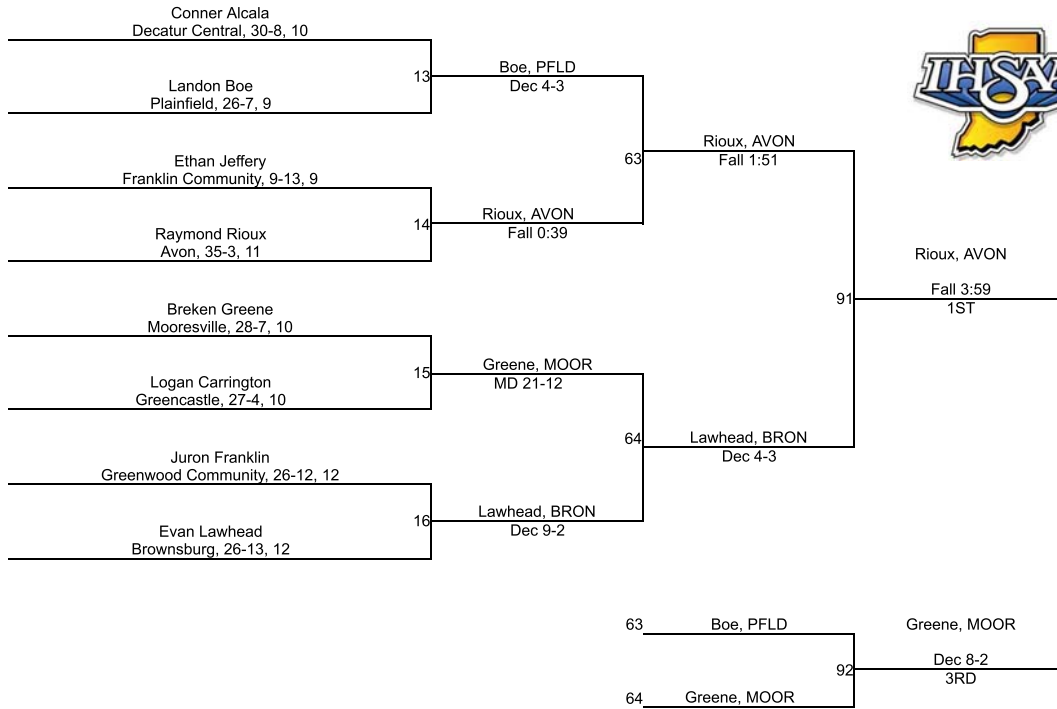 Conner Alcala
Decatur Central, 30-8, 10
13
Landon Boe
Plainfield, 26-7, 9
Boe, PFLD
Dec 4-3
Ethan Jeffery
Franklin Community, 9-13, 9
14
Raymond Rioux
Avon, 35-3, 11
Rioux, AVON
Fall 0:39
63
Rioux, AVON
Fall 1:51
Breken Greene
Mooresville, 28-7, 10
15
Logan Carrington
Greencastle, 27-4, 10
Greene, MOOR
MD 21-12
Juron Franklin
Greenwood Community, 26-12, 12
16
Evan Lawhead
Brownsburg, 26-13, 12
Lawhead, BRON
Dec 9-2
64
Lawhead, BRON
Dec 4-3
91
Rioux, AVON
Fall 3:59
1ST
IHSAA
63
Boe, PFLD
64
Greene, MOOR
92
Greene, MOOR
Dec 8-2
3RD